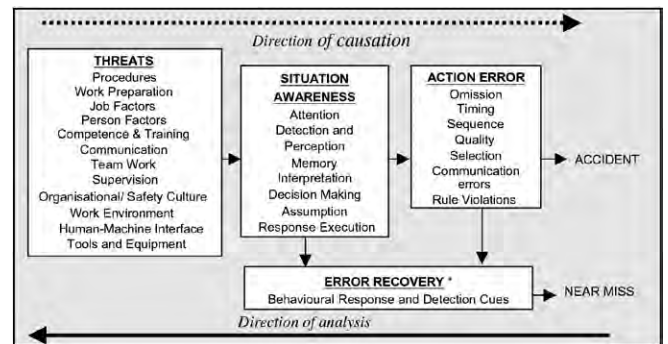 Direction of causation
THREATS
Procedures
Work Preparation
Job Factors
Person Factors
Competence & Training
Communication
Team Work
Supervision
Organisational/ Safety Culture
Work Environment
Human-Machine Interface
Tools and Equipment
SITUATION
AWARENESS
Attention
Detection and
Perception
Memory
Interpretation
Decision Making
Assumption
Response Execution
ACTION ERROR
Omission
Timing
Sequence
Quality
Selection
Communication
errors
Rule Violations
ACCIDENT
ERROR RECOVERY *
Behavioural Response and Detection Cues
NEAR MISS
Direction of analysis